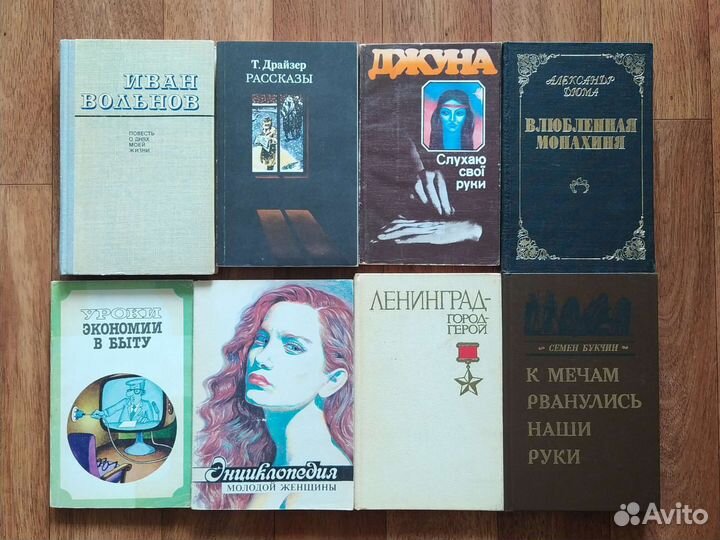 ИВАН
ВОЛЬНОВ
ПОВЕСТЬ
О ДНЯХ
МОЕЙ
ЖИЗНИ
Т. Драйзер
РАССКАЗЫ
ДЖУНА
Слухаю
свої
руки
АЛЕКСАНДР
ДЮМА
ВЛЮБЛЕННАЯ
МОНАХИНЯ
УРОКИ
ЭКОНОМИИ
В БЫТУ
Энциклопедия
МОЛОДОЙ ЖЕНЩИНЫ
ЛЕНИНГРАД-
ГОРОД-
ГЕРОЙ
СЕМЕН БУКЧИН
К МЕЧАМ
РВАНУЛИСЬ
НАШИ
РУКИ
Avito